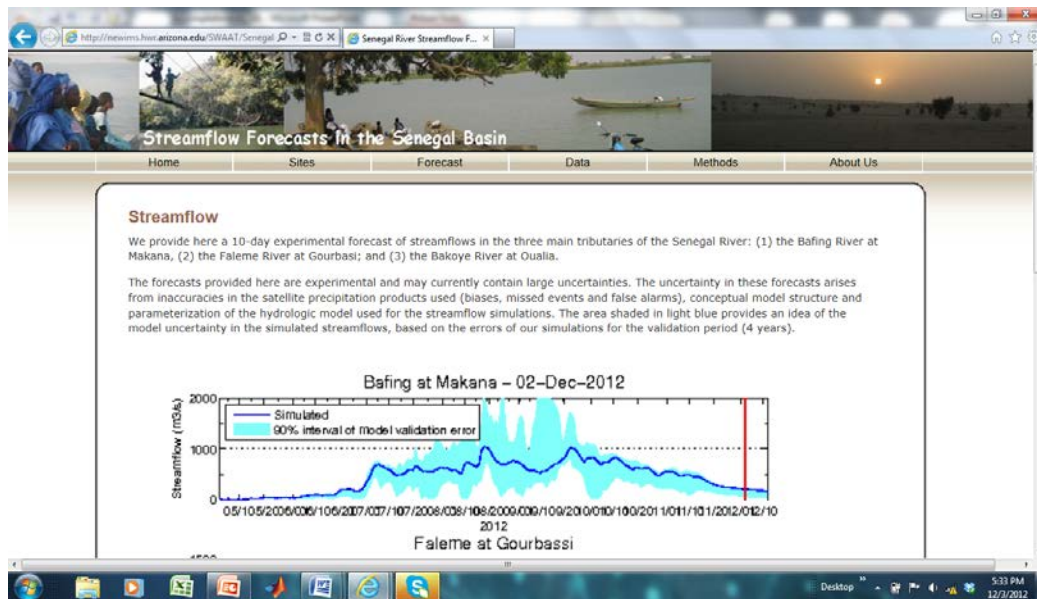 http://newims.hwr.arizona.edu/SWAAT/Senegal
Senegal River Streamflow F...
Streamflow Forecasts In the Senegal Basin
Home Sites Forecast Data Methods About Us
Streamflow
We provide here a 10-day experimental forecast of streamflows in the three main tributaries of the Senegal River: (1) the Bafing River at
Makana, (2) the Faleme River at Gourbasi; and (3) the Bakoye River at Oualia.
The forecasts provided here are experimental and may currently contain large uncertainties. The uncertainty in these forecasts arises
from inaccuracies in the satellite precipitation products used (biases, missed events and false alarms), conceptual model structure and
parameterization of the hydrologic model used for the streamflow simulations. The area shaded in light blue provides an idea of the
model uncertainty in the simulated streamflows, based on the errors of our simulations for the validation period (4 years).
Bafing at Makana - 02-Dec-2012
Streamflow (m3/s)
2000
1000
0
Simulated
90% interval of model validation error
2012
Faleme at Gourbassi
Desktop
5:33 PM
12/3/2012